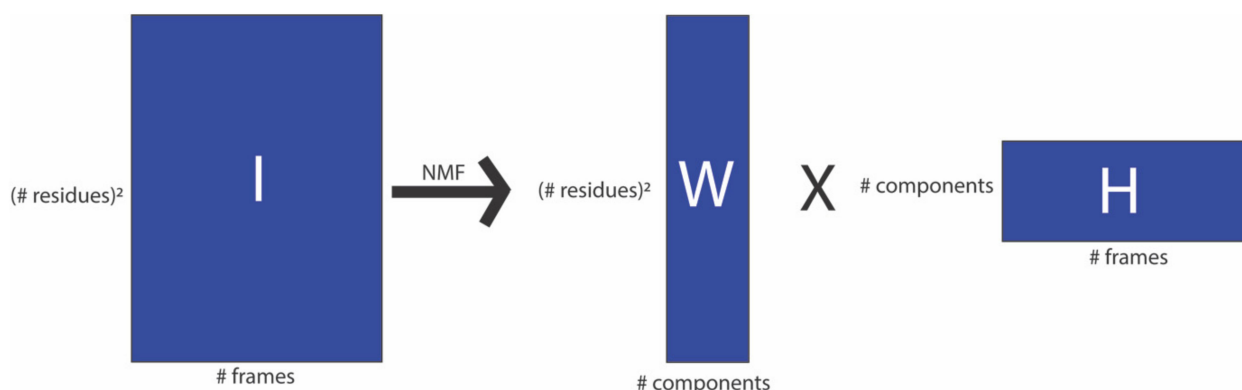 I
(# residues)²
# frames
NMF
W
(# residues)²
# components
X
H
# components
# frames